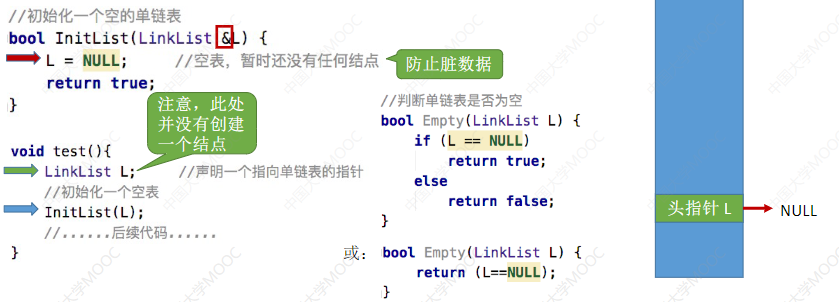 //初始化一个空的单链表
bool InitList(LinkList &L) {
L = NULL; //空表，暂时还没有任何结点
防止脏数据
return true;
}
注意，此处
并没有创建
一个结点
void test(){
LinkList L; //声明一个指向单链表的指针
//初始化一个空表
InitList(L);
//......后续代码......
}
//判断单链表是否为空
bool Empty(LinkList L) {
if (L == NULL)
return true;
else
return false;
}
或：
bool Empty(LinkList L) {
return (L==NULL);
}
头指针 L
NULL
中国大学MOOC